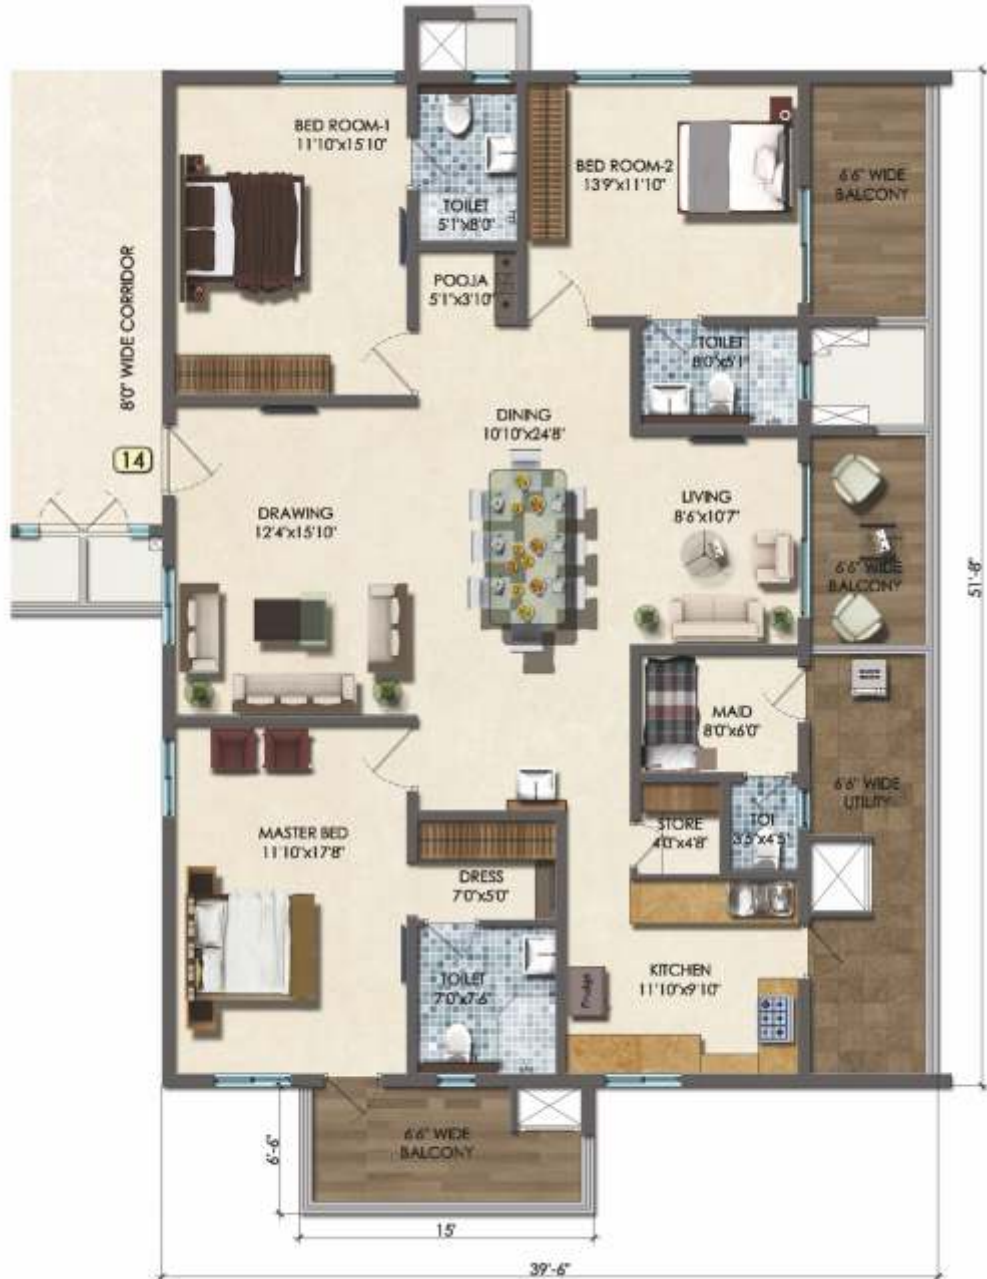 BED ROOM-1
11'10"x15'10"
TOILET
5'1"x8'0"
BED ROOM-2
13'9"x11'10"
6'6" WIDE
BALCONY
POOJA
5'1"x3'10"
8'0" WIDE CORRIDOR
TOILET
8'0"x5'1"
DINING
10'10"x24'8"
14
DRAWING
12'4"x15'10"
LIVING
8'6"x10'7"
6'6" WIDE
BALCONY
51'-8"
MAID
8'0"x6'0"
6'6" WIDE
UTILITY
MASTER BED
11'10"x17'8"
STORE
4'0"x4'8"
TOI
3'5"x4'5"
DRESS
7'0"x5'0"
TOILET
7'0"x7'6"
Fridge
KITCHEN
11'10"x9'10"
6'6" WIDE
BALCONY
6'-6"
15'
39'-6"